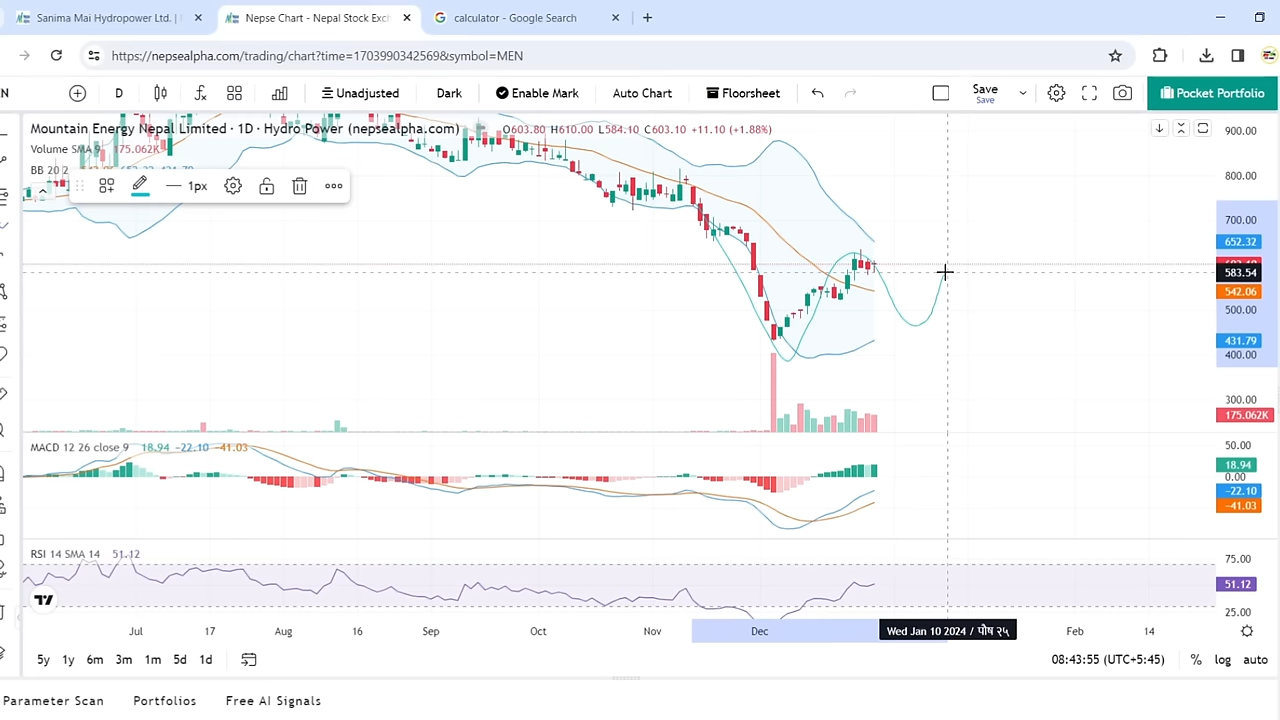 Sanima Mai Hydropower Ltd. |
Nepse Chart - Nepal Stock Exc
calculator - Google Search
https://nepsealpha.com/trading/chart?time=1703990342569&symbol=MEN
D
Unadjusted
Dark
Enable Mark
Auto Chart
Floorsheet
Save
Save
Pocket Portfolio
Mountain Energy Nepal Limited · 1D · Hydro Power (nepsealpha.com)
O603.80 H610.00 L584.10 C603.10 +11.10 (+1.88%)
Volume SMA 9 175.062K
BB 20 2
1px
900.00
800.00
700.00
652.32
583.54
542.06
500.00
431.79
400.00
300.00
175.062K
MACD 12 26 close 9 18.94 −22.10 −41.03
50.00
18.94
0.00
−22.10
−41.03
RSI 14 SMA 14 51.12
75.00
51.12
25.00
Jul 17 Aug 16 Sep Oct Nov Dec Wed Jan 10 2024 / पोष २५ Feb 14
5y 1y 6m 3m 1m 5d 1d
08:43:55 (UTC+5:45) % log auto
Parameter Scan Portfolios Free AI Signals